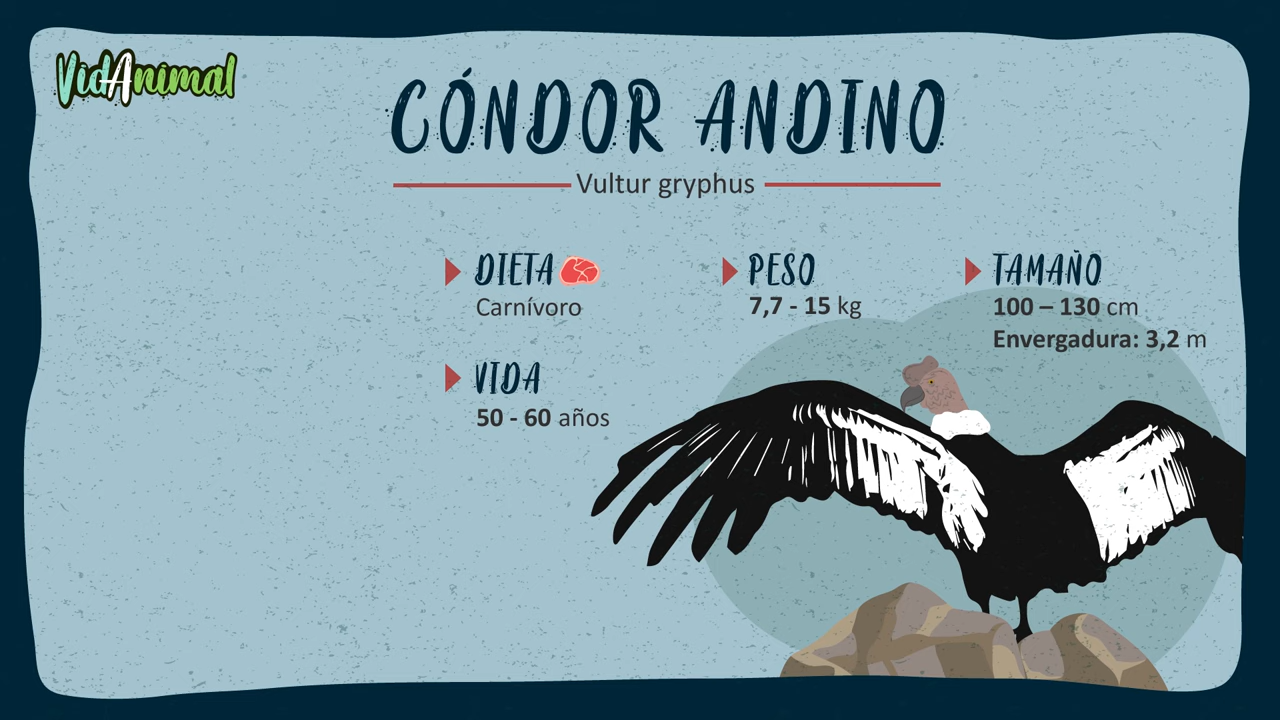 VidAnimal
CÓNDOR ANDINO
Vultur gryphus
DIETA
Carnívoro
PESO
7,7 - 15 kg
TAMAÑO
100 – 130 cm
Envergadura: 3,2 m
VIDA
50 - 60 años